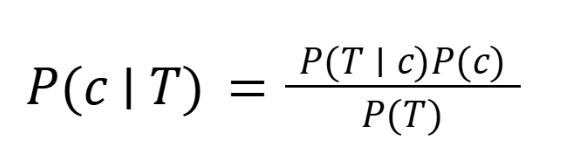 P(c | T) = P(T | c)P(c) / P(T)